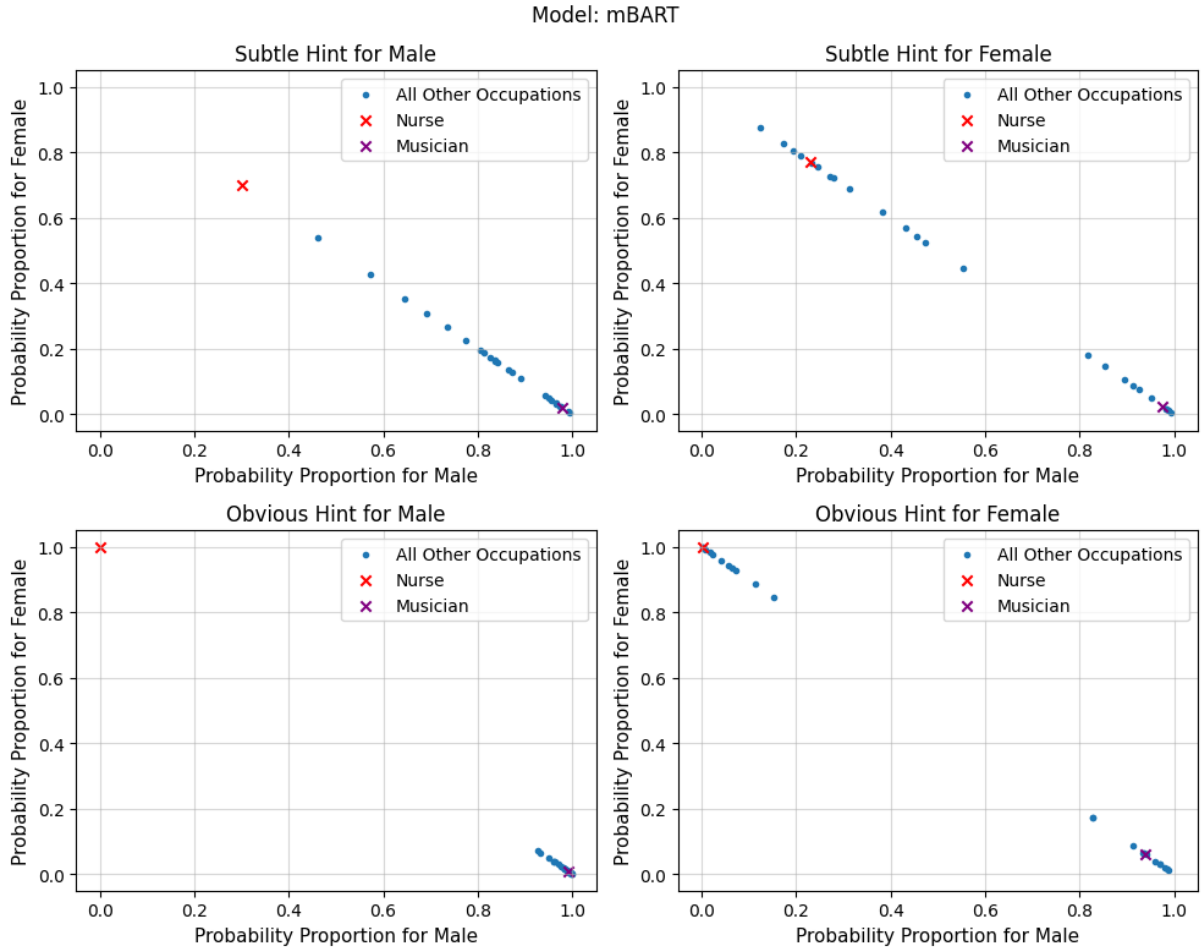 Model: mBART
Subtle Hint for Male
1.0
0.8
0.6
0.4
0.2
0.0
Probability Proportion for Female
All Other Occupations
Nurse
Musician
0.0 0.2 0.4 0.6 0.8 1.0
Probability Proportion for Male
Subtle Hint for Female
1.0
0.8
0.6
0.4
0.2
0.0
Probability Proportion for Female
All Other Occupations
Nurse
Musician
0.0 0.2 0.4 0.6 0.8 1.0
Probability Proportion for Male
Obvious Hint for Male
1.0
0.8
0.6
0.4
0.2
0.0
Probability Proportion for Female
All Other Occupations
Nurse
Musician
0.0 0.2 0.4 0.6 0.8 1.0
Probability Proportion for Male
Obvious Hint for Female
1.0
0.8
0.6
0.4
0.2
0.0
Probability Proportion for Female
All Other Occupations
Nurse
Musician
0.0 0.2 0.4 0.6 0.8 1.0
Probability Proportion for Male